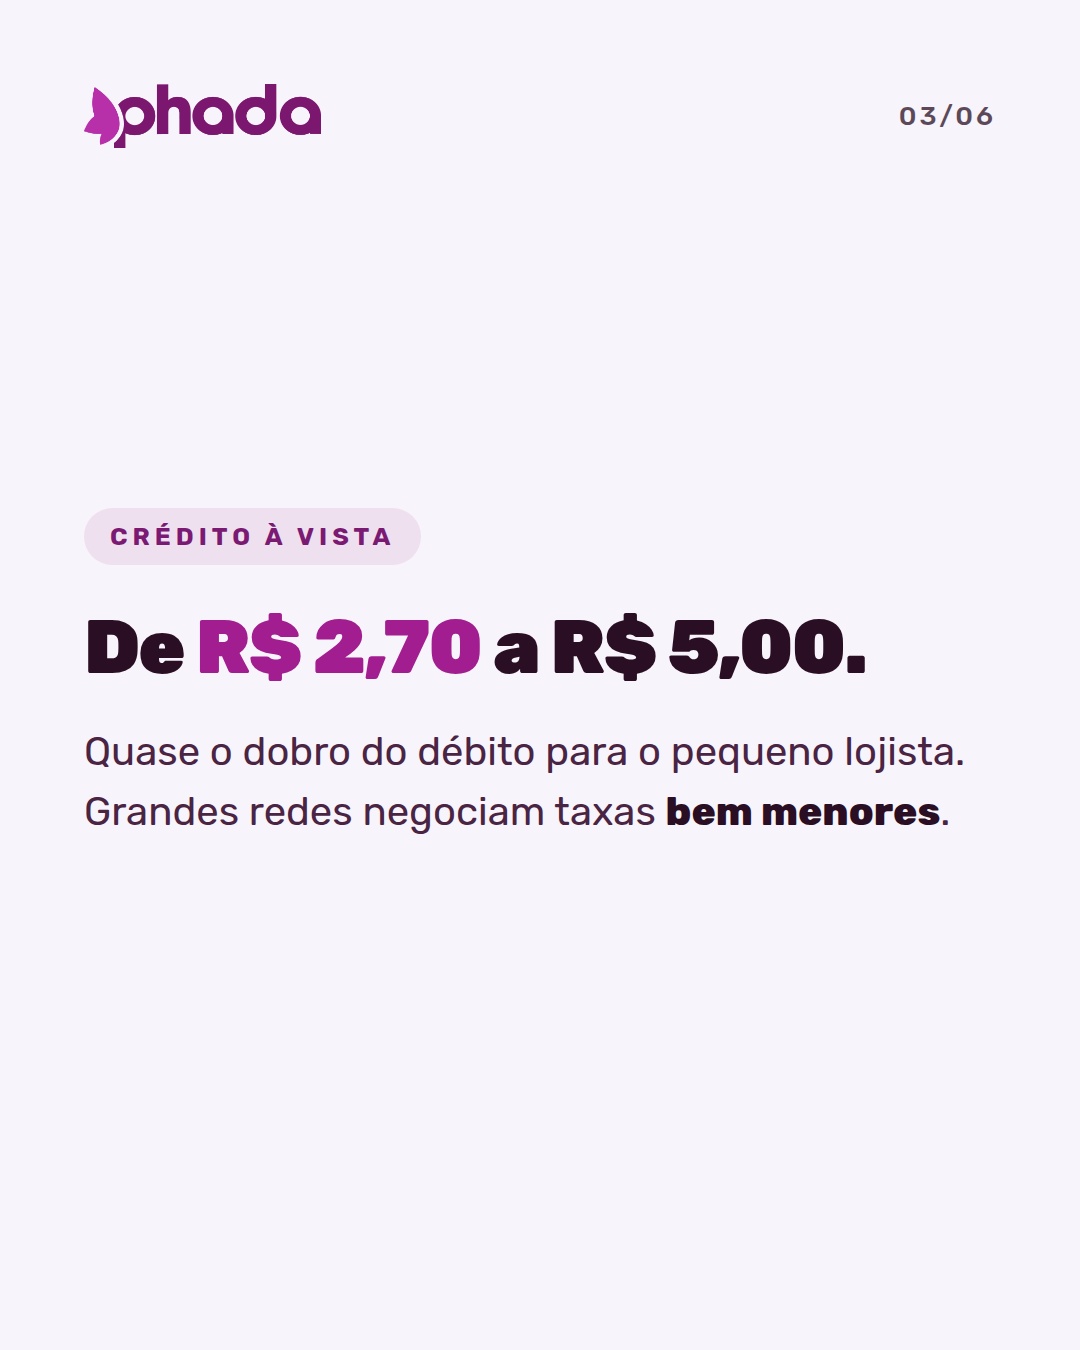 phada
03/06
CRÉDITO À VISTA
De R$ 2,70 a R$ 5,00.
Quase o dobro do débito para o pequeno lojista.
Grandes redes negociam taxas bem menores.